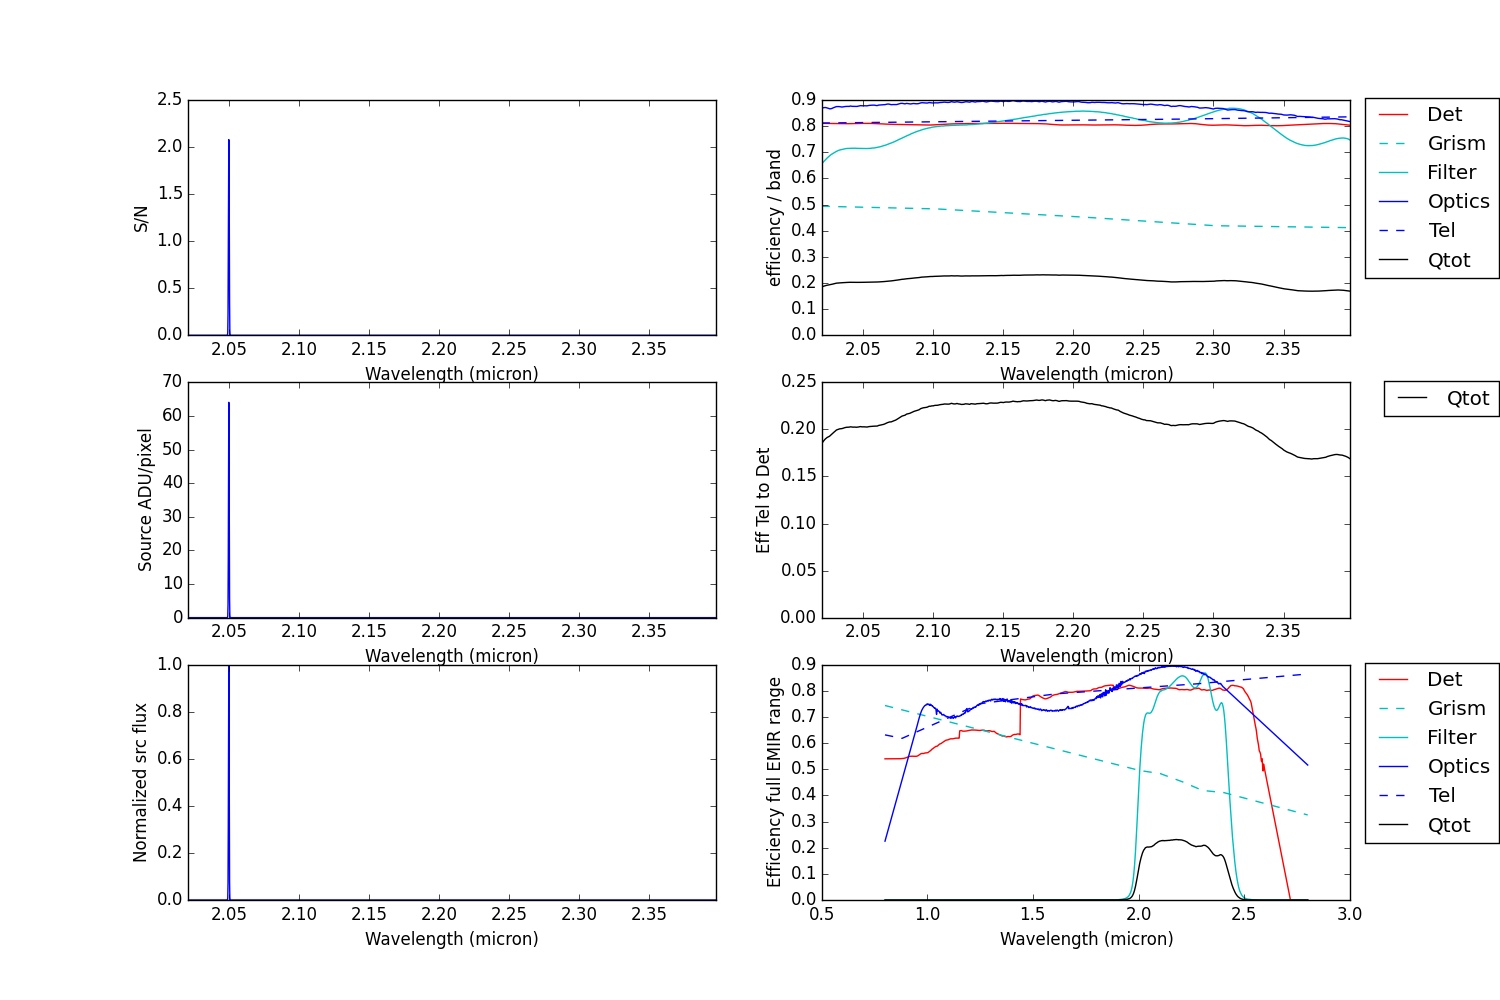 S/N
2.5
2.0
1.5
1.0
0.5
0.0
2.05 2.10 2.15 2.20 2.25 2.30 2.35
Wavelength (micron)
efficiency / band
0.9
0.8
0.7
0.6
0.5
0.4
0.3
0.2
0.1
0.0
2.05 2.10 2.15 2.20 2.25 2.30 2.35
Wavelength (micron)
Det
Grism
Filter
Optics
Tel
Qtot
Source ADU/pixel
70
60
50
40
30
20
10
0
2.05 2.10 2.15 2.20 2.25 2.30 2.35
Wavelength (micron)
Eff Tel to Det
0.25
0.20
0.15
0.10
0.05
0.00
2.05 2.10 2.15 2.20 2.25 2.30 2.35
Wavelength (micron)
Qtot
Normalized src flux
1.0
0.8
0.6
0.4
0.2
0.0
2.05 2.10 2.15 2.20 2.25 2.30 2.35
Wavelength (micron)
Efficiency full EMIR range
0.9
0.8
0.7
0.6
0.5
0.4
0.3
0.2
0.1
0.0
0.5 1.0 1.5 2.0 2.5 3.0
Wavelength (micron)
Det
Grism
Filter
Optics
Tel
Qtot